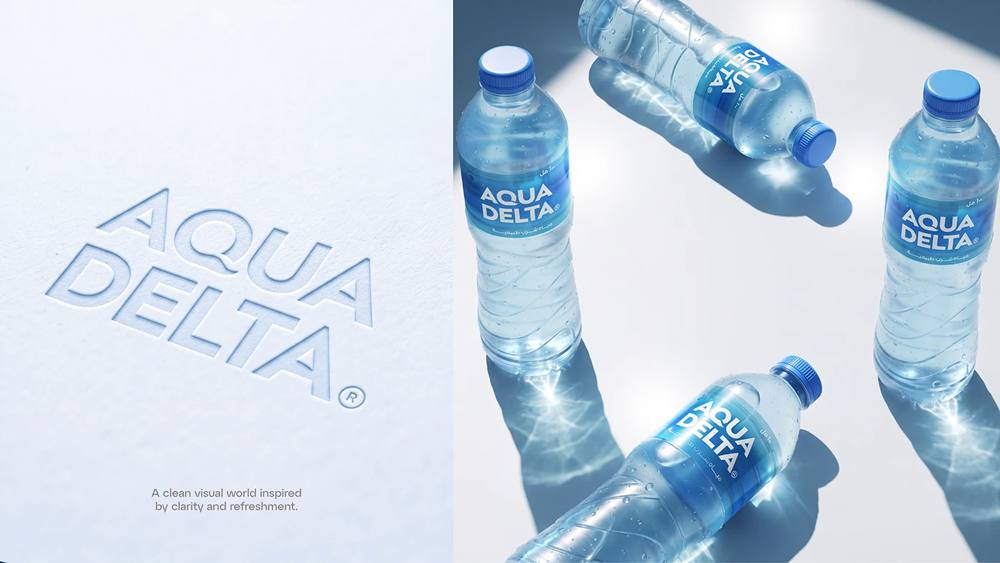 AQUA
DELTA®
A clean visual world inspired
by clarity and refreshment.
AQUA
DELTA®
AQUA
DELTA®
AQUA
DELTA®
AQUA
DELTA®